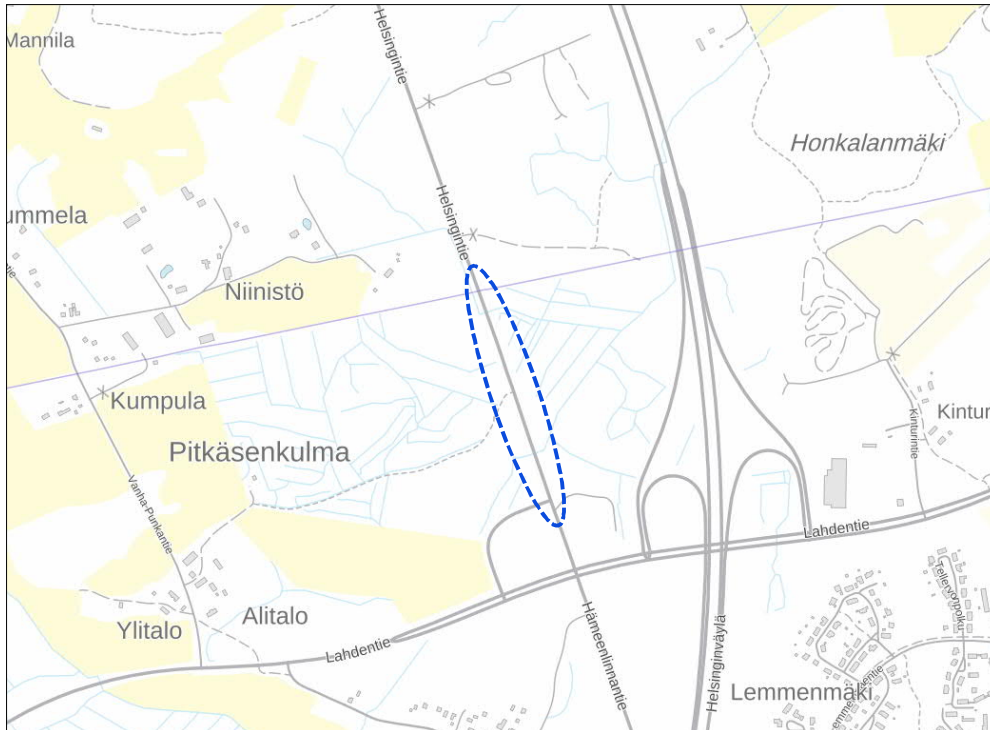 Helsingintie
Mannila
Honkalanmäki
Helsingintie
ummela
Niinistö
Kumpula
Kintur
Kinturintie
Pitkäsenkulma
Vanha-Punkantie
Lahdentie
Tellervonpolku
Alitalo
Ylitalo
Lahdentie
Hämeenlinnantie
Helsinginväylä
Lemmenmäki